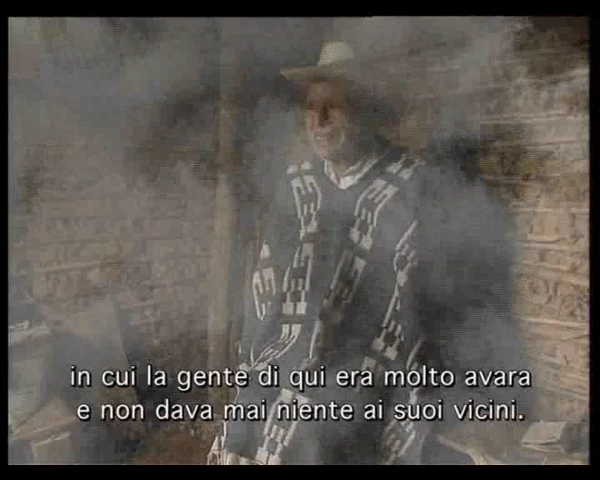 in cui la gente di qui era molto avara
e non dava mai niente ai suoi vicini.